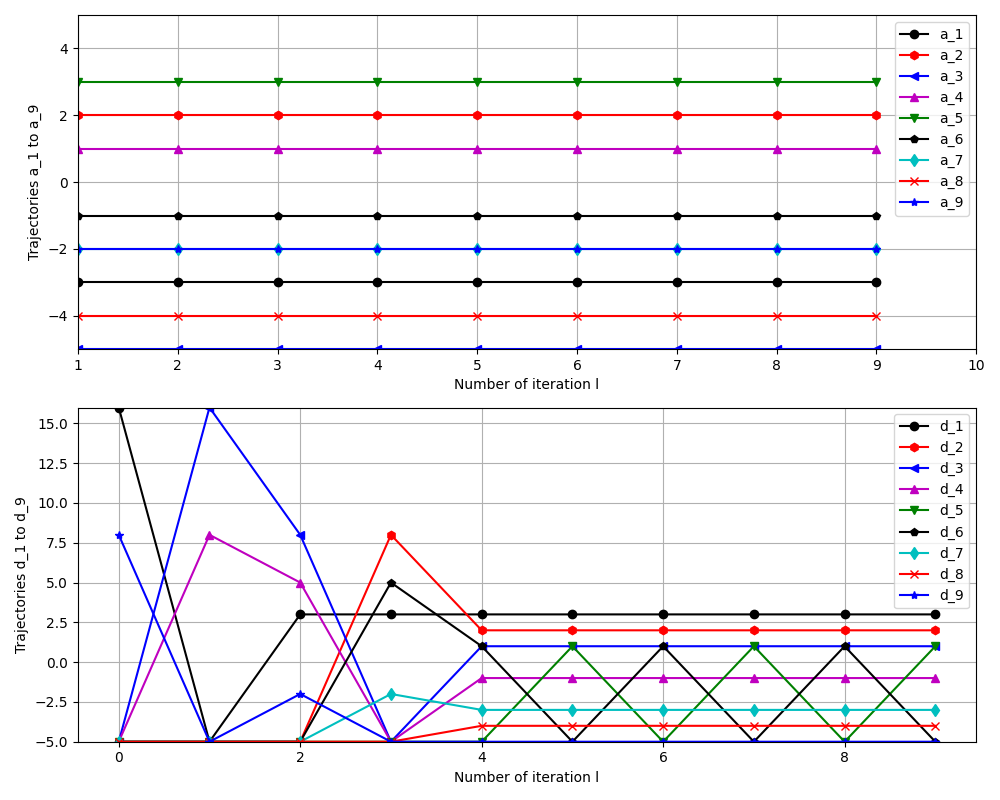 4
2
0
−2
−4
Trajectories a_1 to a_9
a_1
a_2
a_3
a_4
a_5
a_6
a_7
a_8
a_9
1 2 3 4 5 6 7 8 9 10
Number of iteration l
15.0
12.5
10.0
7.5
5.0
2.5
0.0
−2.5
−5.0
Trajectories d_1 to d_9
d_1
d_2
d_3
d_4
d_5
d_6
d_7
d_8
d_9
0 2 4 6 8
Number of iteration l